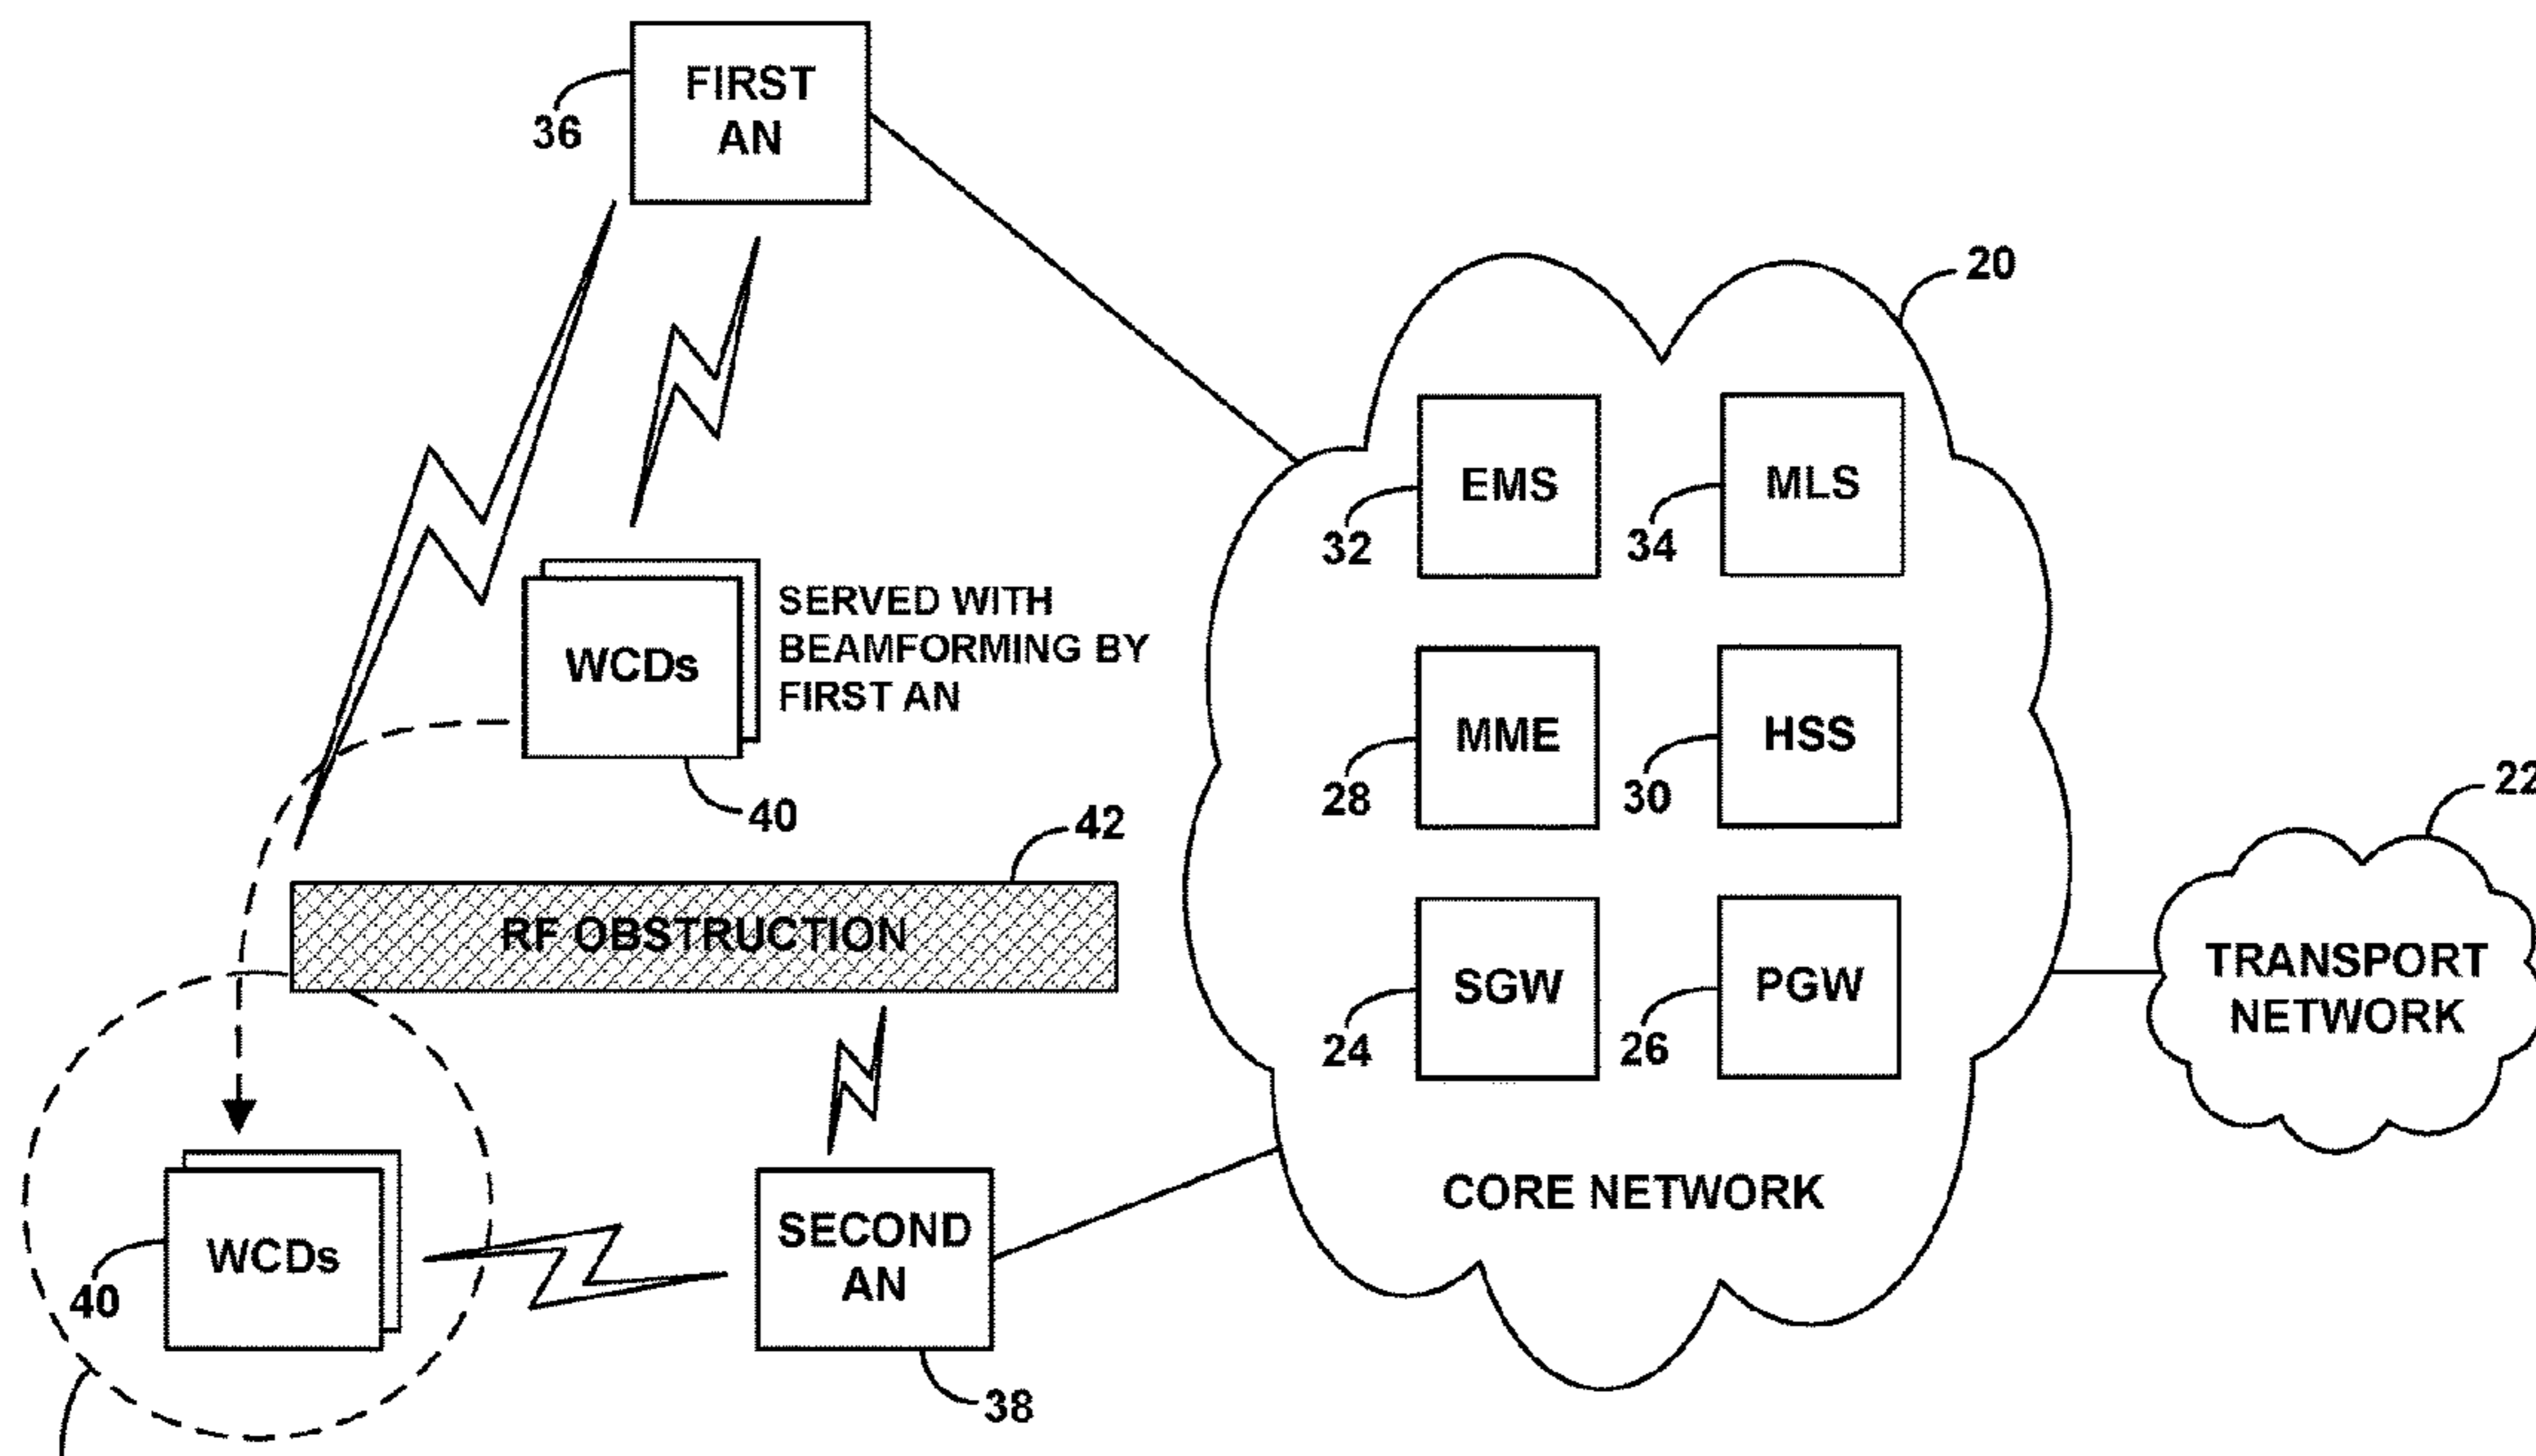 FIRST
AN
36
20
EMS
MLS
32
34
SERVED WITH
BEAMFORMING BY
FIRST AN
WCDs
40
MME
HSS
28
30
22
42
RF OBSTRUCTION
SGW
PGW
24
26
TRANSPORT
NETWORK
CORE NETWORK
SECOND
AN
WCDs
40
38